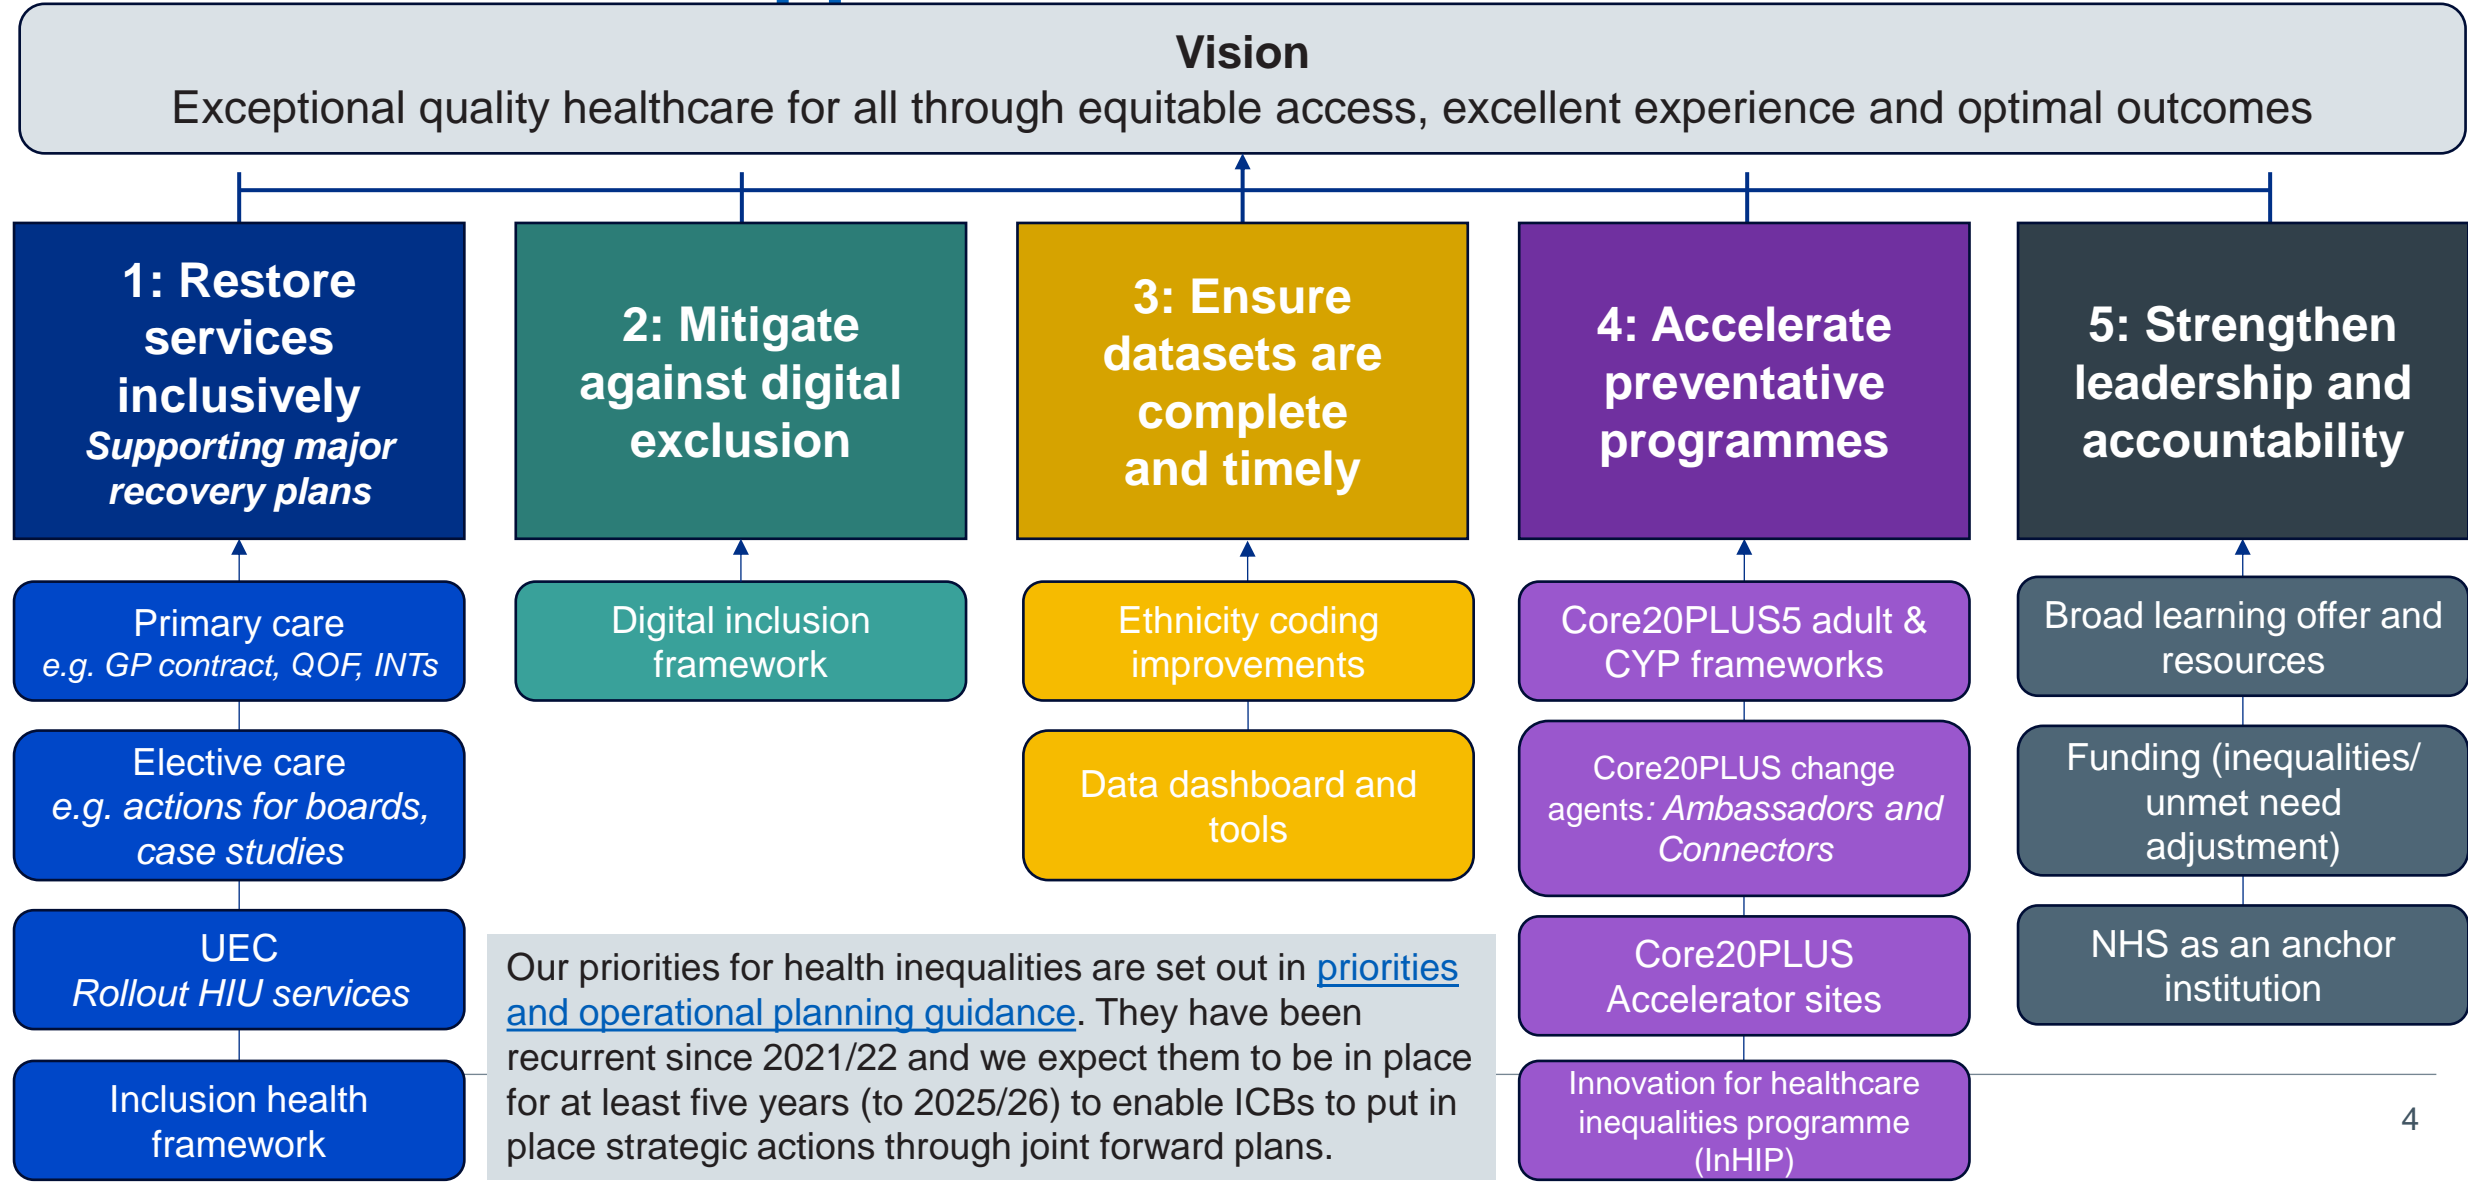 Vision
Exceptional quality healthcare for all through equitable access, excellent experience and optimal outcomes
1: Restore
services
inclusively
Supporting major
recovery plans
2: Mitigate
against digital
exclusion
3: Ensure
datasets are
complete
and timely
4: Accelerate
preventative
programmes
5: Strengthen
leadership and
accountability
Primary care
e.g. GP contract, QOF, INTs
Elective care
e.g. actions for boards,
case studies
UEC
Rollout HIU services
Inclusion health
framework
Digital inclusion
framework
Ethnicity coding
improvements
Data dashboard and
tools
Core20PLUS5 adult &
CYP frameworks
Core20PLUS change
agents: Ambassadors and
Connectors
Core20PLUS
Accelerator sites
Innovation for healthcare
inequalities programme
(InHIP)
Broad learning offer and
resources
Funding (inequalities/
unmet need
adjustment)
NHS as an anchor
institution
Our priorities for health inequalities are set out in priorities
and operational planning guidance. They have been
recurrent since 2021/22 and we expect them to be in place
for at least five years (to 2025/26) to enable ICBs to put in
place strategic actions through joint forward plans.
4